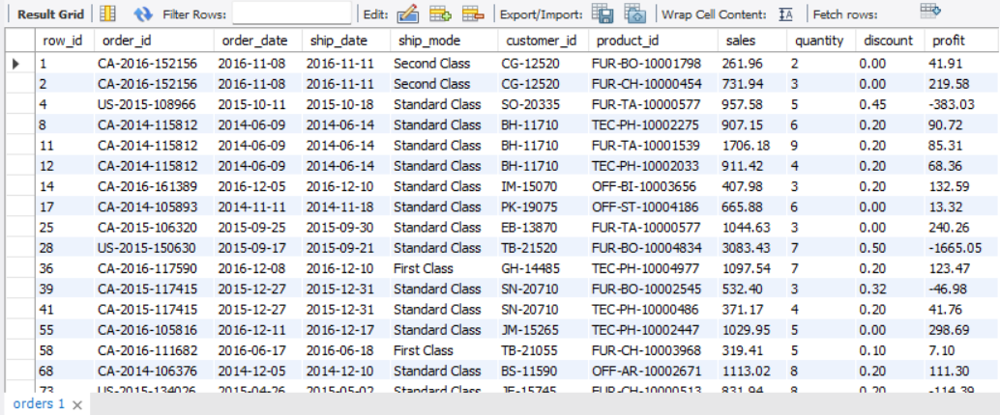 Result Grid Filter Rows: Edit: Export/Import: Wrap Cell Content: IA Fetch rows:
row_id order_id order_date ship_date ship_mode customer_id product_id sales quantity discount profit
1 CA-2016-152156 2016-11-08 2016-11-11 Second Class CG-12520 FUR-BO-10001798 261.96 2 0.00 41.91
2 CA-2016-152156 2016-11-08 2016-11-11 Second Class CG-12520 FUR-CH-10000454 731.94 3 0.00 219.58
4 US-2015-108966 2015-10-11 2015-10-18 Standard Class SO-20335 FUR-TA-10000577 957.58 5 0.45 -383.03
8 CA-2014-115812 2014-06-09 2014-06-14 Standard Class BH-11710 TEC-PH-10002275 907.15 6 0.20 90.72
11 CA-2014-115812 2014-06-09 2014-06-14 Standard Class BH-11710 FUR-TA-10001539 1706.18 9 0.20 85.31
12 CA-2014-115812 2014-06-09 2014-06-14 Standard Class BH-11710 TEC-PH-10002033 911.42 4 0.20 68.36
14 CA-2016-161389 2016-12-05 2016-12-10 Standard Class IM-15070 OFF-BI-10003656 407.98 3 0.20 132.59
17 CA-2014-105893 2014-11-11 2014-11-18 Standard Class PK-19075 OFF-ST-10004186 665.88 6 0.00 13.32
25 CA-2015-106320 2015-09-25 2015-09-30 Standard Class EB-13870 FUR-TA-10000577 1044.63 3 0.00 240.26
28 US-2015-150630 2015-09-17 2015-09-21 Standard Class TB-21520 FUR-BO-10004834 3083.43 7 0.50 -1665.05
36 CA-2016-117590 2016-12-08 2016-12-10 First Class GH-14485 TEC-PH-10004977 1097.54 7 0.20 123.47
39 CA-2015-117415 2015-12-27 2015-12-31 Standard Class SN-20710 FUR-BO-10002545 532.40 3 0.32 -46.98
41 CA-2015-117415 2015-12-27 2015-12-31 Standard Class SN-20710 TEC-PH-10000486 371.17 4 0.20 41.76
55 CA-2016-105816 2016-12-11 2016-12-17 Standard Class JM-15265 TEC-PH-10002447 1029.95 5 0.00 298.69
58 CA-2016-111682 2016-06-17 2016-06-18 First Class TB-21055 FUR-CH-10003968 319.41 5 0.10 7.10
68 CA-2014-106376 2014-12-05 2014-12-10 Standard Class BS-11590 OFF-AR-10002671 1113.02 8 0.20 111.30
73 US-2015-134026 2015-04-26 2015-05-02 Standard Class JE-15745 FUR-CH-10000513 831.94 8 0.20 -114.39
orders 1